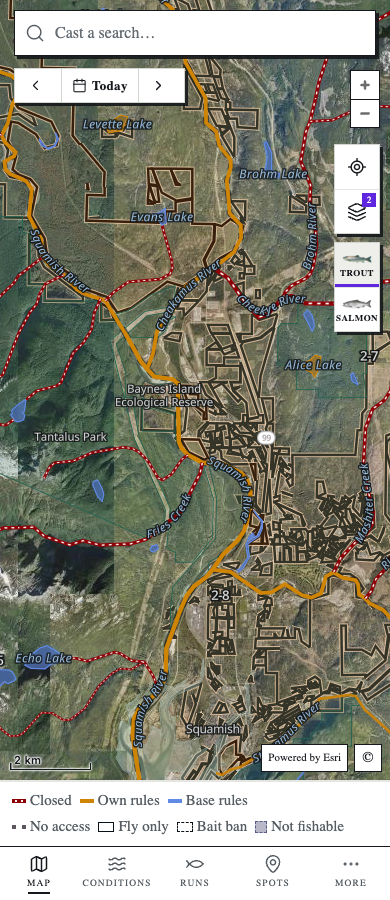 Cast a search…
Today
2
TROUT
SALMON
Levette Lake
Brohm Lake
Evans Lake
Brohm River
Squamish River
Cheakamus River
Cheekye River
2-7
Alice Lake
Baynes Island
Ecological Reserve
99
Tantalus Park
Squamish River
Mashiter Creek
Fries Creek
2-8
Echo Lake
Squamish River
Squamish
2 km
Powered by Esri
©
Closed
Own rules
Base rules
No access
Fly only
Bait ban
Not fishable
MAP
CONDITIONS
RUNS
SPOTS
MORE